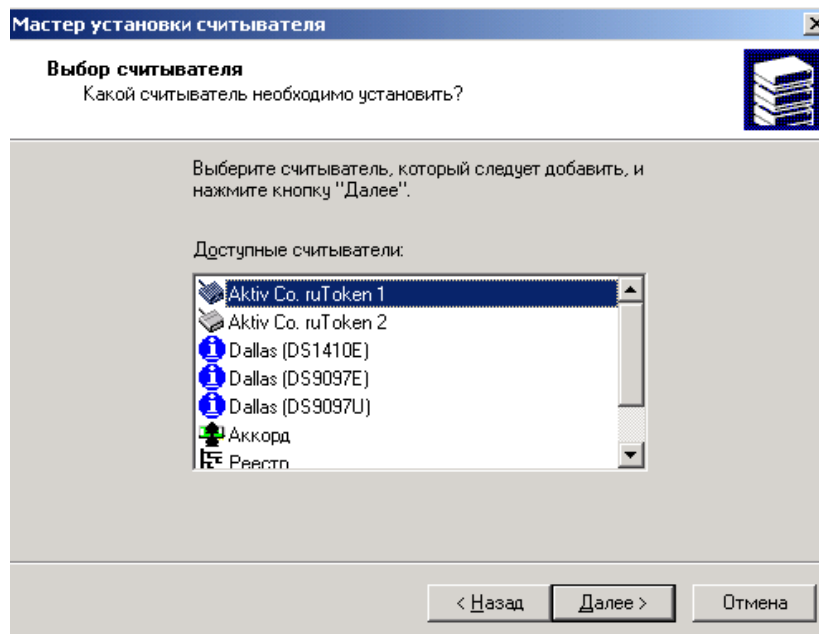 Мастер установки считывателя
Выбор считывателя
Какой считыватель необходимо установить?
Выберите считыватель, который следует добавить, и
нажмите кнопку "Далее".
Доступные считыватели:
Aktiv Co. ruToken 1
Aktiv Co. ruToken 2
Dallas (DS1410E)
Dallas (DS9097E)
Dallas (DS9097U)
Аккорд
Реестр
< Назад Далее > Отмена